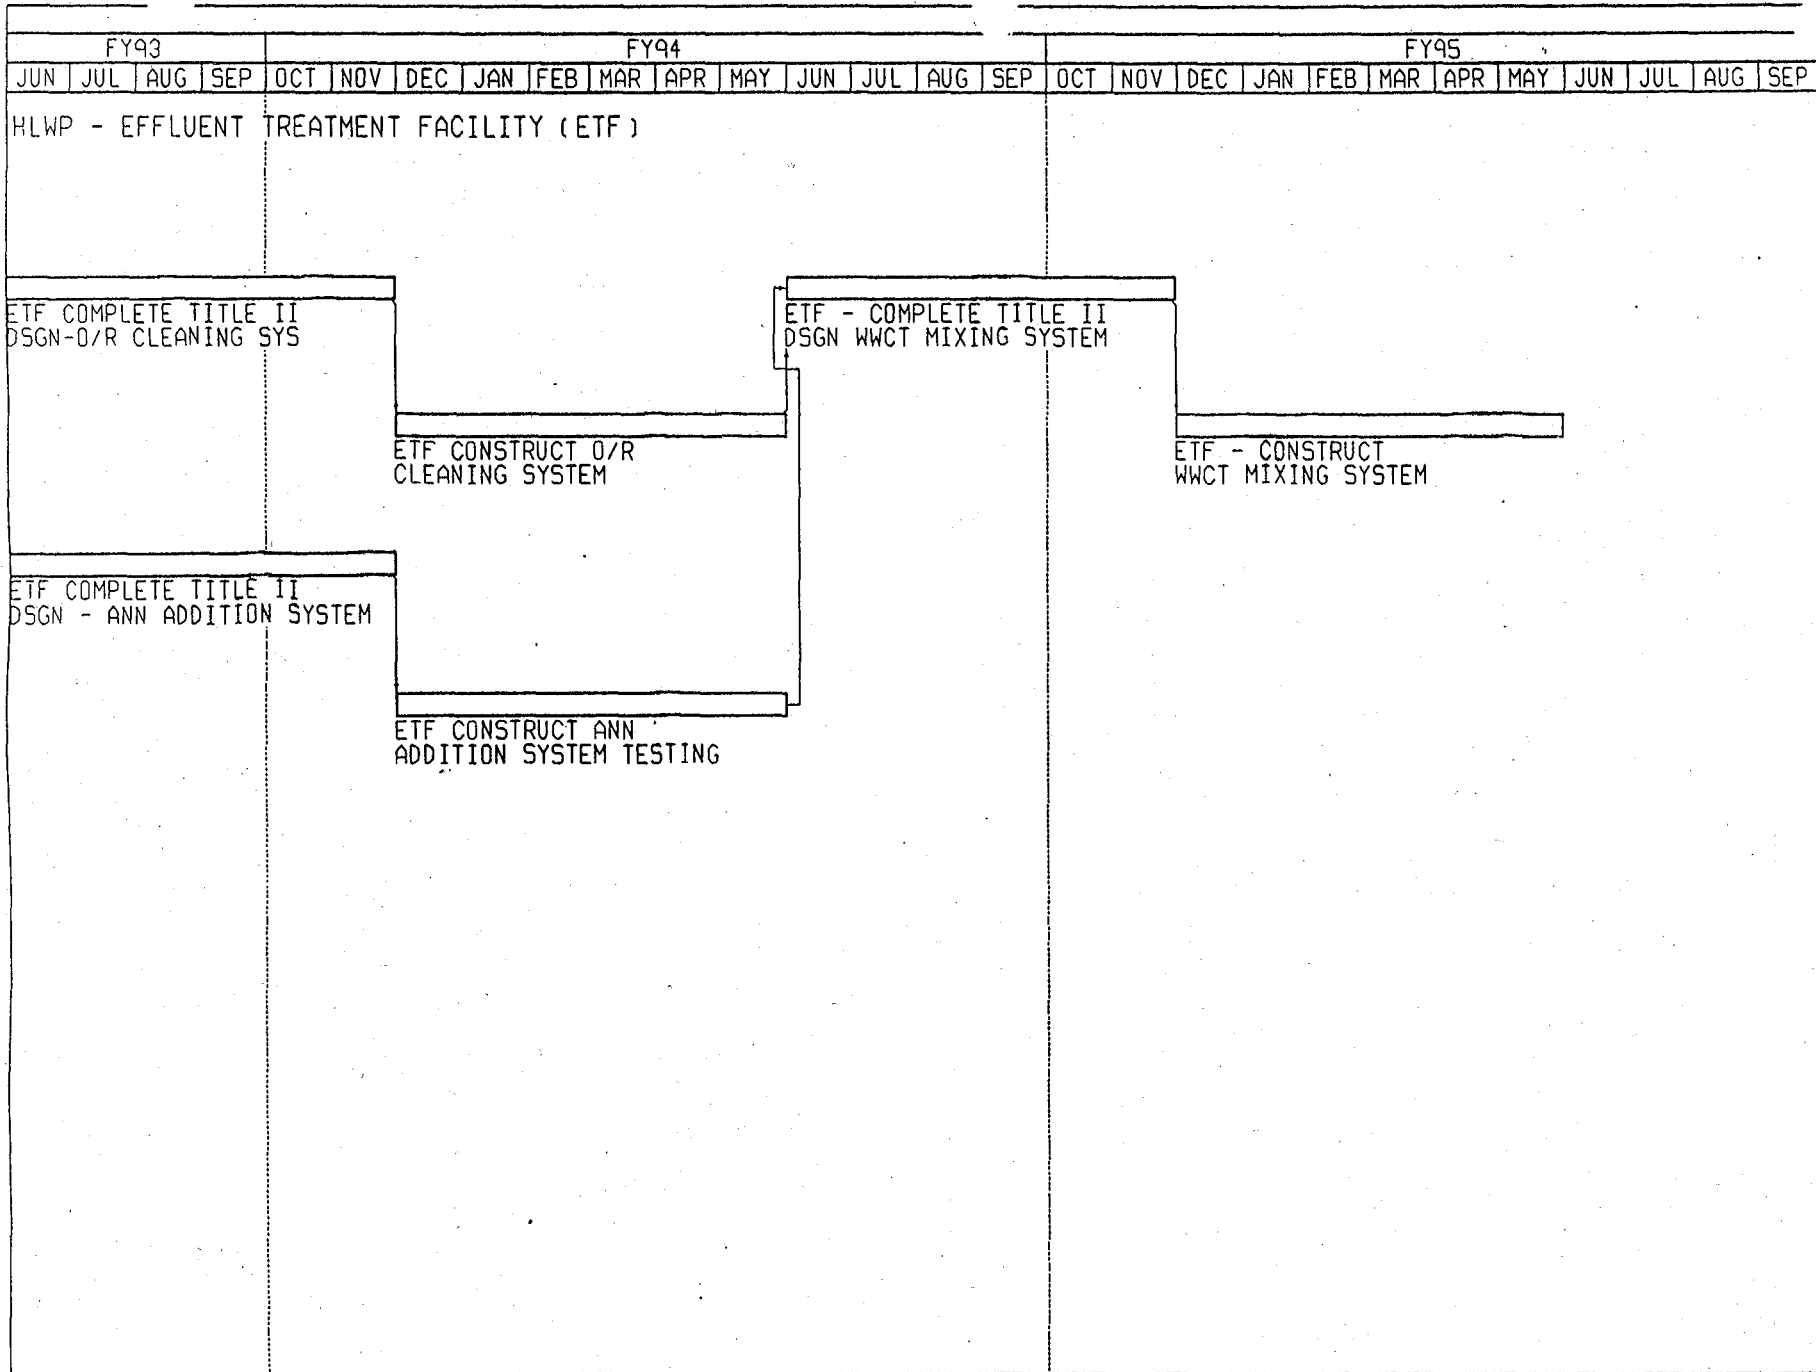 FY93 FY94 FY95
JUN JUL AUG SEP OCT NOV DEC JAN FEB MAR APR MAY JUN JUL AUG SEP OCT NOV DEC JAN FEB MAR APR MAY JUN JUL AUG SEP
HLWP - EFFLUENT TREATMENT FACILITY (ETF)
ETF COMPLETE TITLE II
DSGN-O/R CLEANING SYS
ETF - COMPLETE TITLE II
DSGN WWCT MIXING SYSTEM
ETF CONSTRUCT O/R
CLEANING SYSTEM
ETF - CONSTRUCT
WWCT MIXING SYSTEM
ETF COMPLETE TITLE II
DSGN - ANN ADDITION SYSTEM
ETF CONSTRUCT ANN
ADDITION SYSTEM TESTING